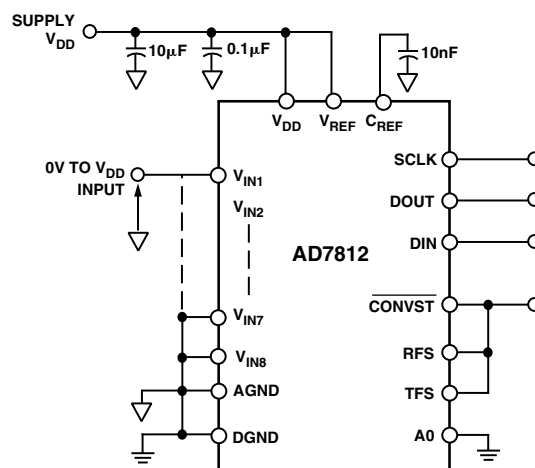 SUPPLY
VDD
10µF
0.1µF
10nF
VDD
VREF
CREF
0V TO VDD
INPUT
VIN1
VIN2
VIN7
VIN8
AGND
DGND
AD7812
SCLK
DOUT
DIN
CONVST
RFS
TFS
A0